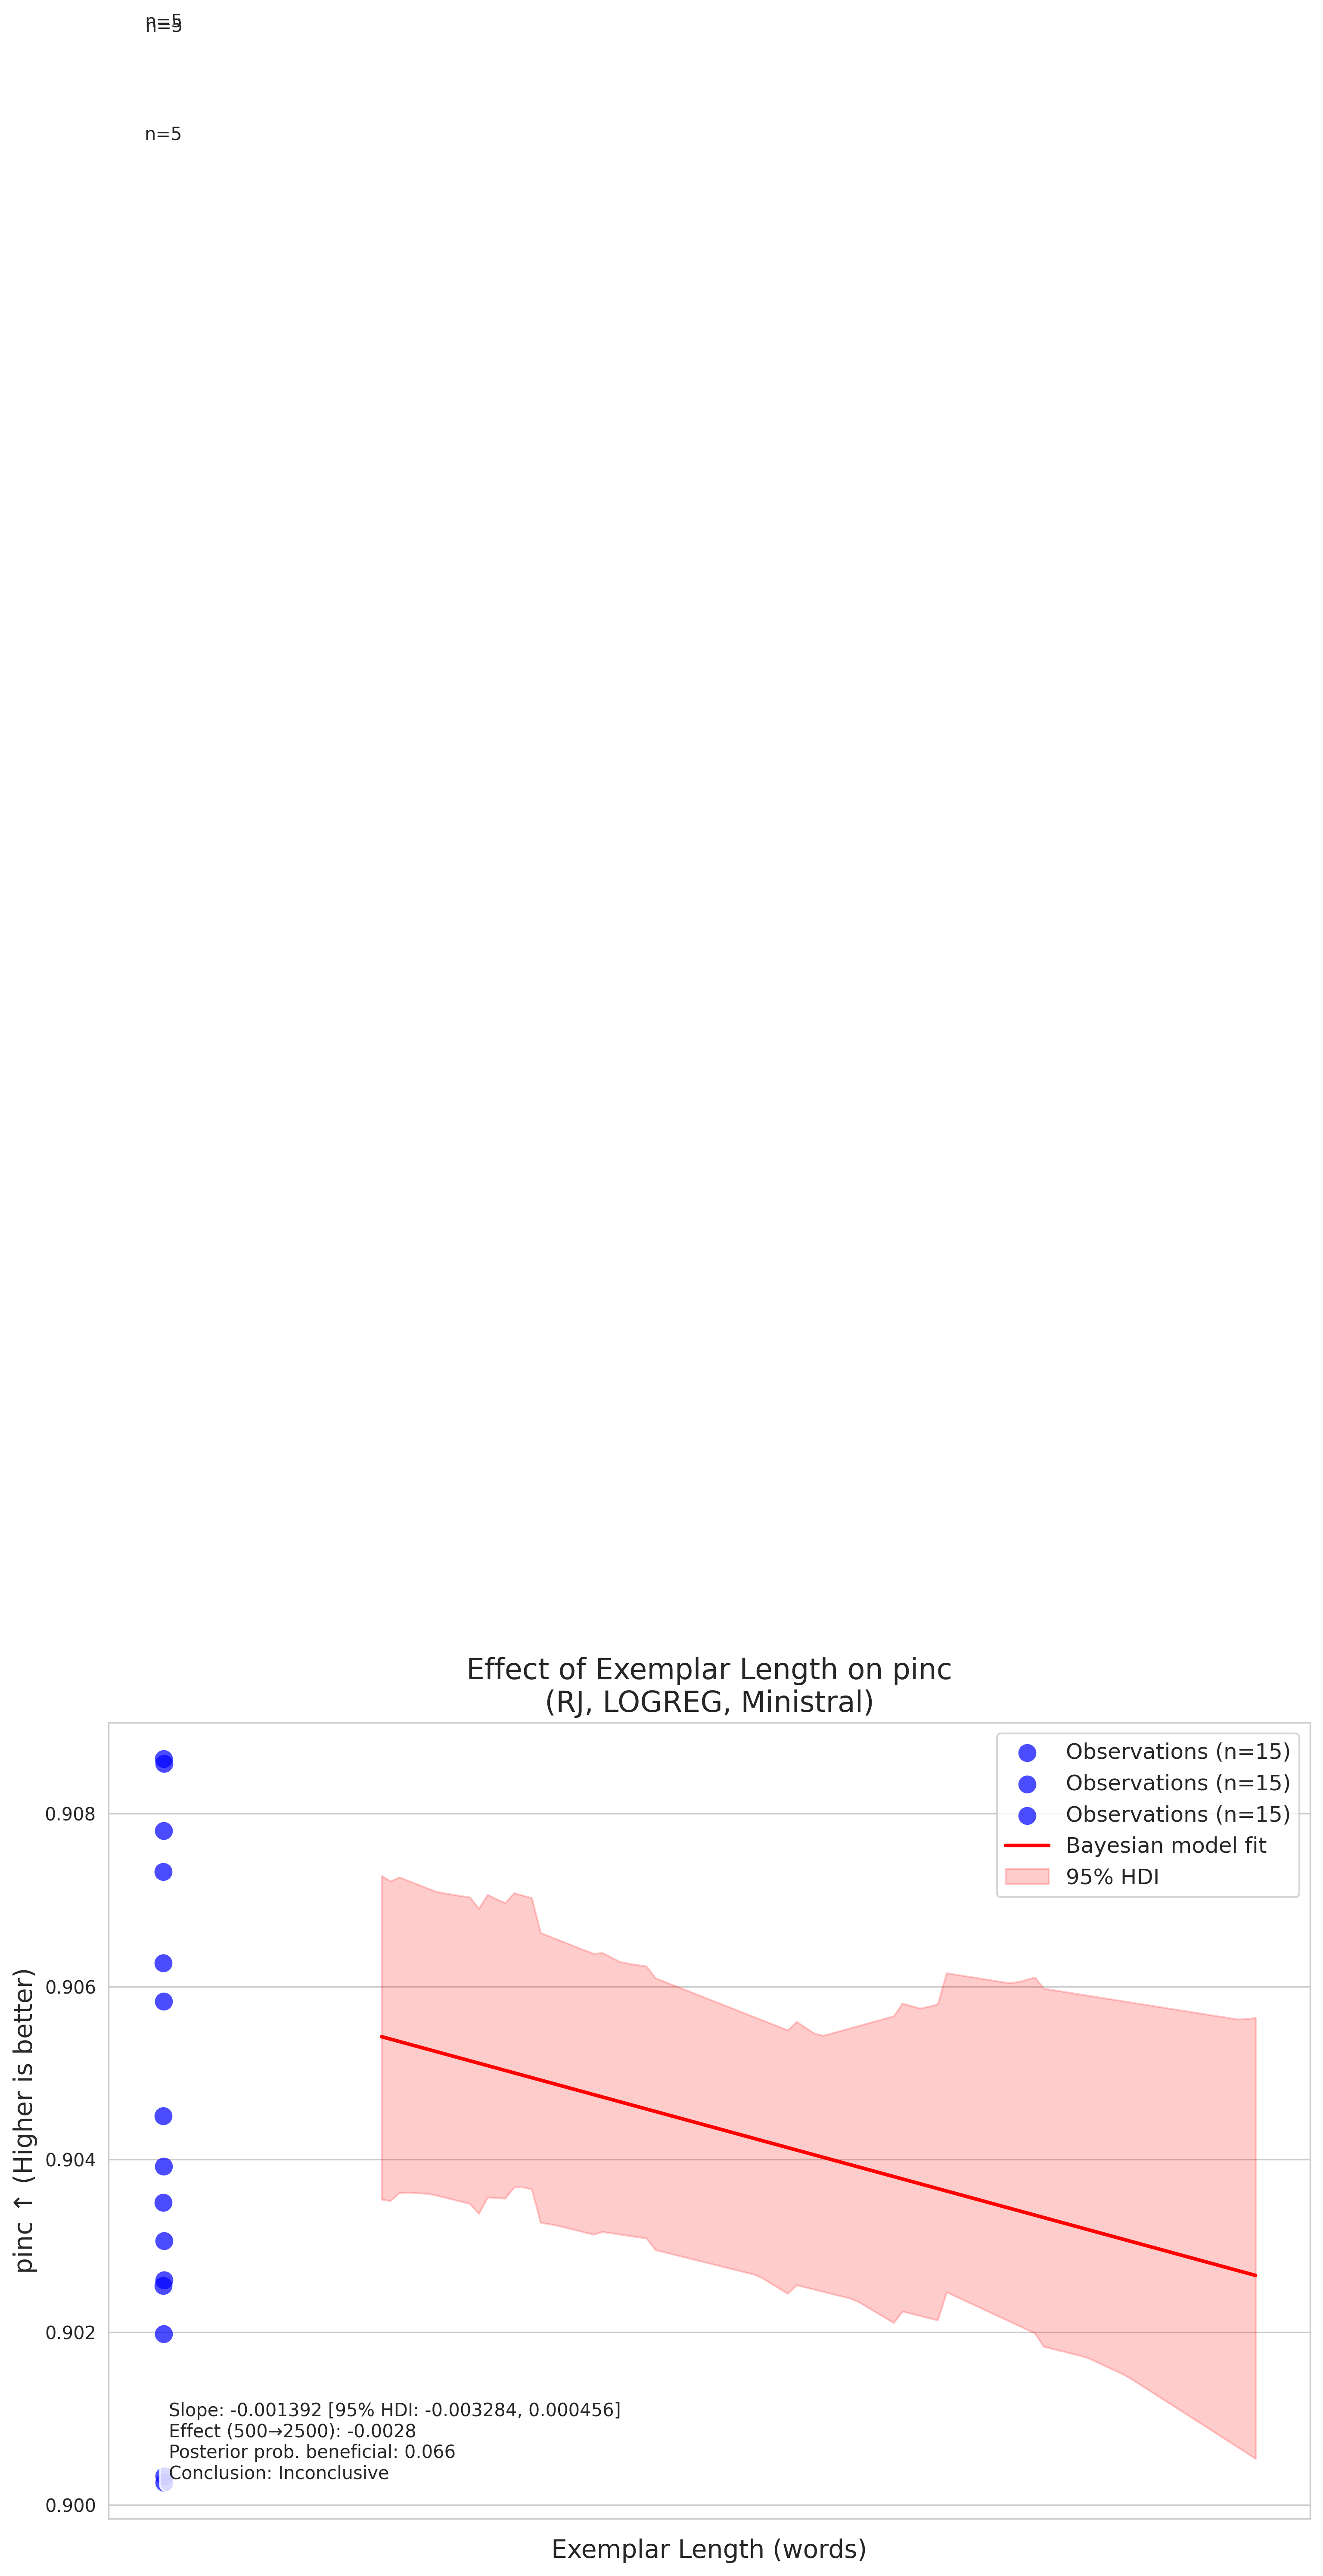 n=5
n=5
n=5
Effect of Exemplar Length on pinc
(RJ, LOGREG, Ministral)
Observations (n=15)
Observations (n=15)
Observations (n=15)
Bayesian model fit
95% HDI
pinc ↑ (Higher is better)
0.908
0.906
0.904
0.902
0.900
Slope: -0.001392 [95% HDI: -0.003284, 0.000456]
Effect (500→2500): -0.0028
Posterior prob. beneficial: 0.066
Conclusion: Inconclusive
Exemplar Length (words)